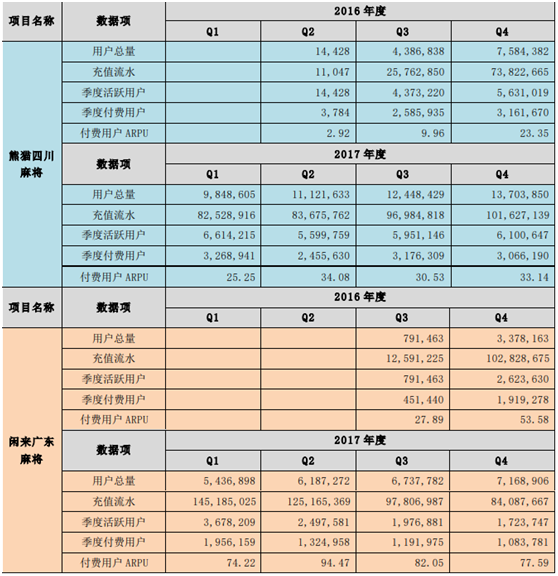 项目名称 数据项 2016 年度
Q1 Q2 Q3 Q4
熊猫四川麻将
用户总量 14,428 4,386,838 7,584,382
充值流水 11,047 25,762,850 73,822,665
季度活跃用户 14,428 4,373,220 5,631,019
季度付费用户 3,784 2,585,935 3,161,670
付费用户 ARPU 2.92 9.96 23.35
数据项 2017 年度
Q1 Q2 Q3 Q4
用户总量 9,848,605 11,121,633 12,448,429 13,703,850
充值流水 82,528,916 83,675,762 96,984,818 101,627,139
季度活跃用户 6,614,215 5,599,759 5,951,146 6,100,647
季度付费用户 3,268,941 2,455,630 3,176,309 3,066,190
付费用户 ARPU 25.25 34.08 30.53 33.14
项目名称 数据项 2016 年度
Q1 Q2 Q3 Q4
闲来广东麻将
用户总量 791,463 3,378,163
充值流水 12,591,225 102,828,675
季度活跃用户 791,463 2,623,630
季度付费用户 451,440 1,919,278
付费用户 ARPU 27.89 53.58
数据项 2017 年度
Q1 Q2 Q3 Q4
用户总量 5,436,898 6,187,272 6,737,782 7,168,906
充值流水 145,185,025 125,165,369 97,806,987 84,087,667
季度活跃用户 3,678,209 2,497,581 1,976,881 1,723,747
季度付费用户 1,956,159 1,324,958 1,191,975 1,083,781
付费用户 ARPU 74.22 94.47 82.05 77.59